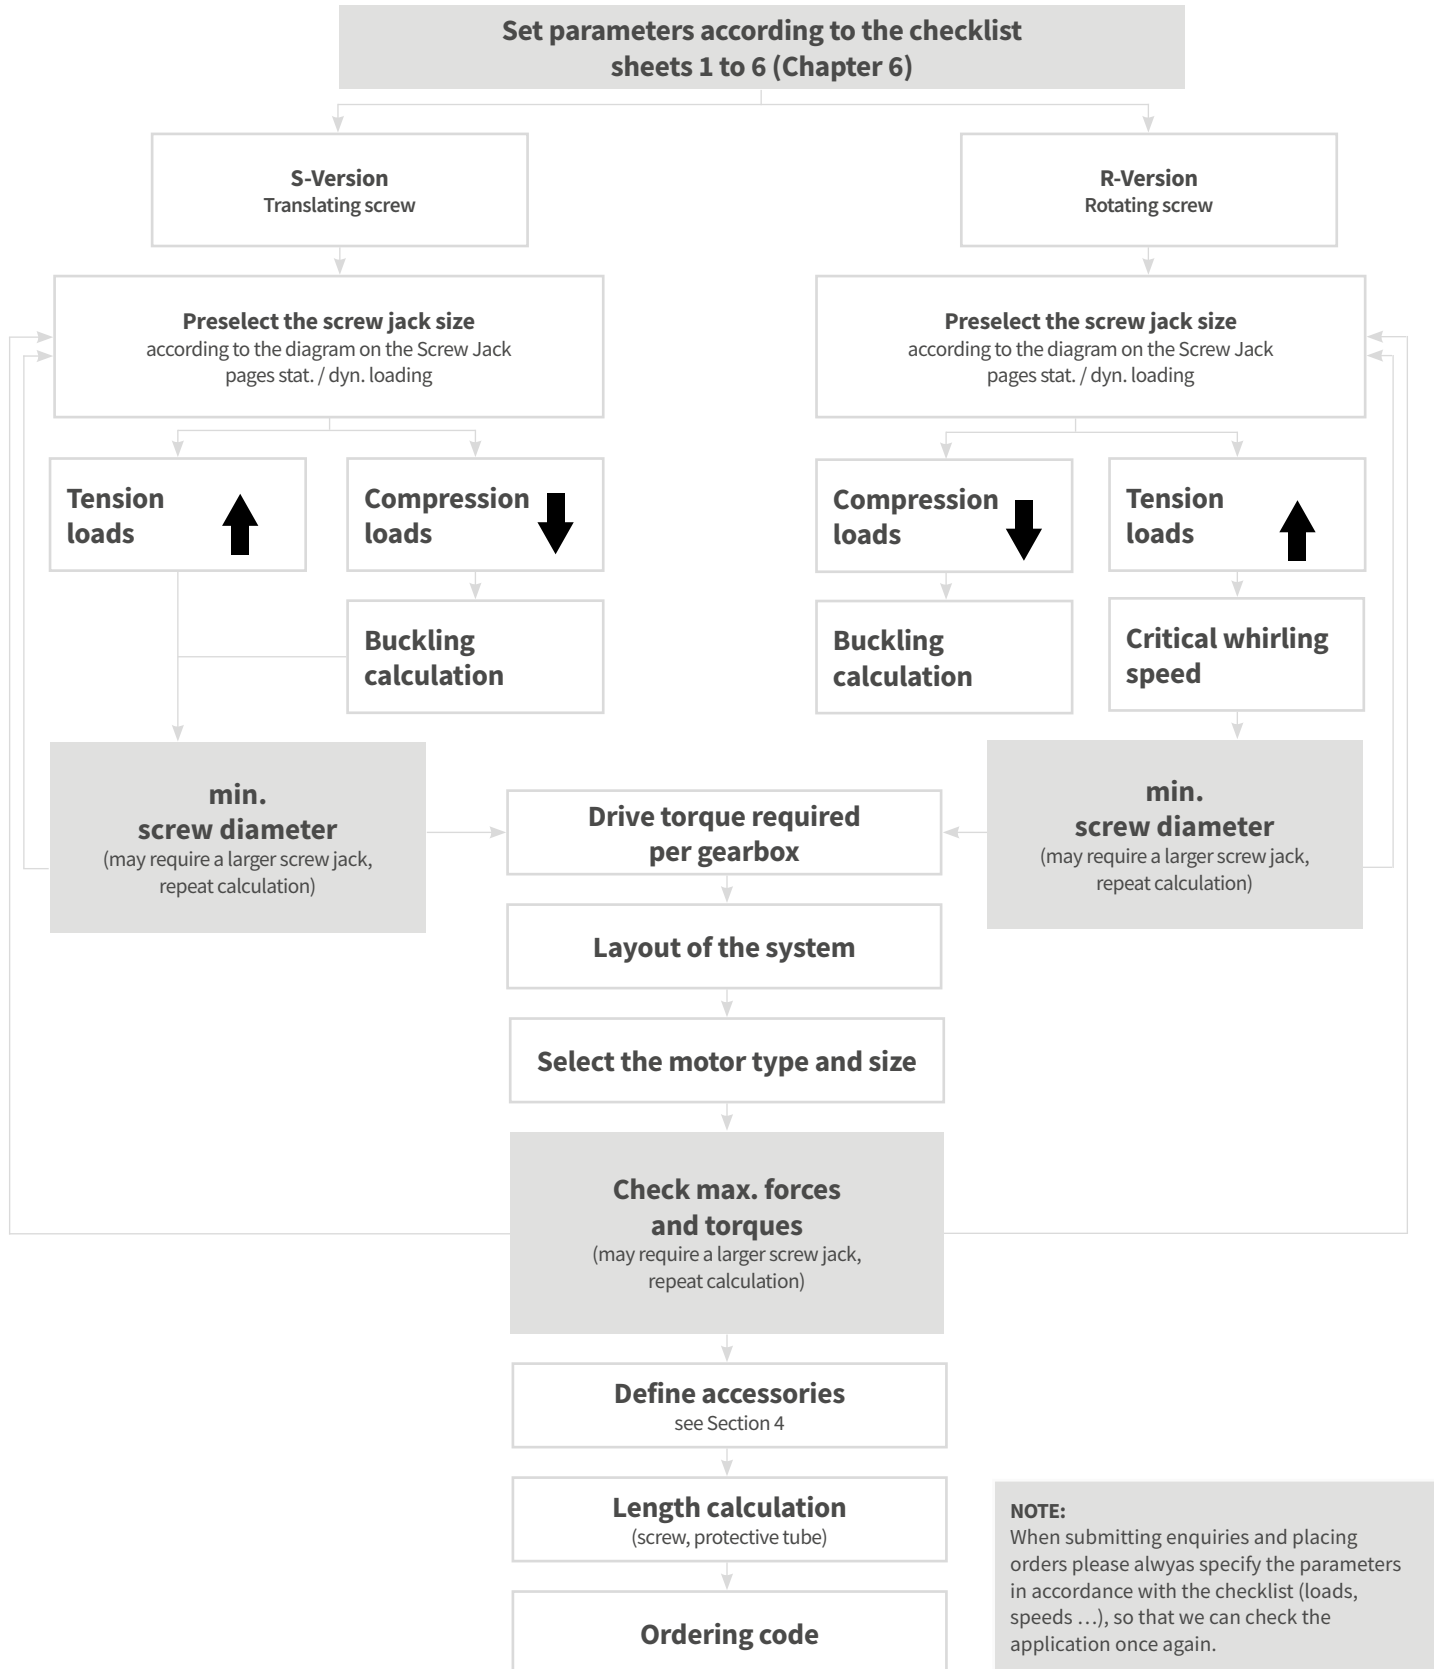 Set parameters according to the checklist
sheets 1 to 6 (Chapter 6)
S-Version
Translating screw
R-Version
Rotating screw
Preselect the screw jack size
according to the diagram on the Screw Jack
pages stat. / dyn. loading
Preselect the screw jack size
according to the diagram on the Screw Jack
pages stat. / dyn. loading
Tension
loads
Compression
loads
Compression
loads
Tension
loads
Buckling
calculation
Buckling
calculation
Critical whirling
speed
min.
screw diameter
(may require a larger screw jack,
repeat calculation)
Drive torque required
per gearbox
min.
screw diameter
(may require a larger screw jack,
repeat calculation)
Layout of the system
Select the motor type and size
Check max. forces
and torques
(may require a larger screw jack,
repeat calculation)
Define accessories
see Section 4
Length calculation
(screw, protective tube)
Ordering code
NOTE:
When submitting enquiries and placing
orders please alwyas specify the parameters
in accordance with the checklist (loads,
speeds …), so that we can check the
application once again.